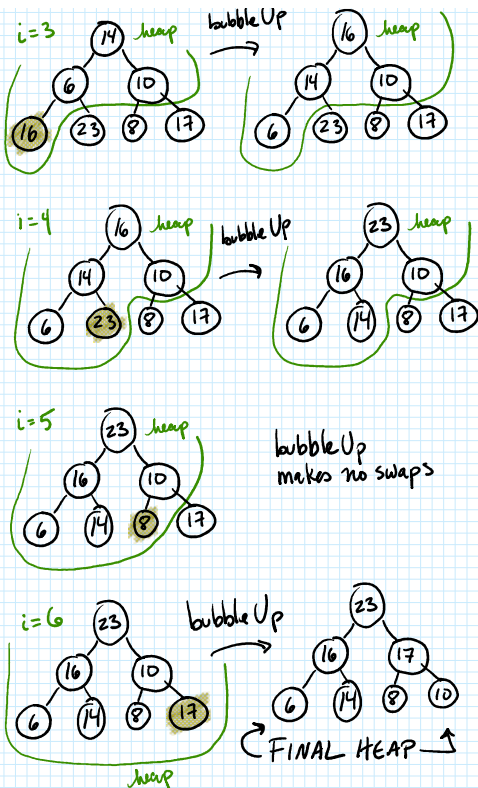 i=3 heap bubbleUp heap
14 16
6 10 14 10
16 23 8 17 6 23 8 17
i=4 heap bubbleUp heap
16 23
14 10 16 10
6 23 8 17 6 14 8 17
i=5 heap
23
16 10
6 14 8 17
bubbleUp
makes no swaps
i=6 bubbleUp
23 23
16 10 16 17
6 14 8 17 6 14 8 10
heap
FINAL HEAP